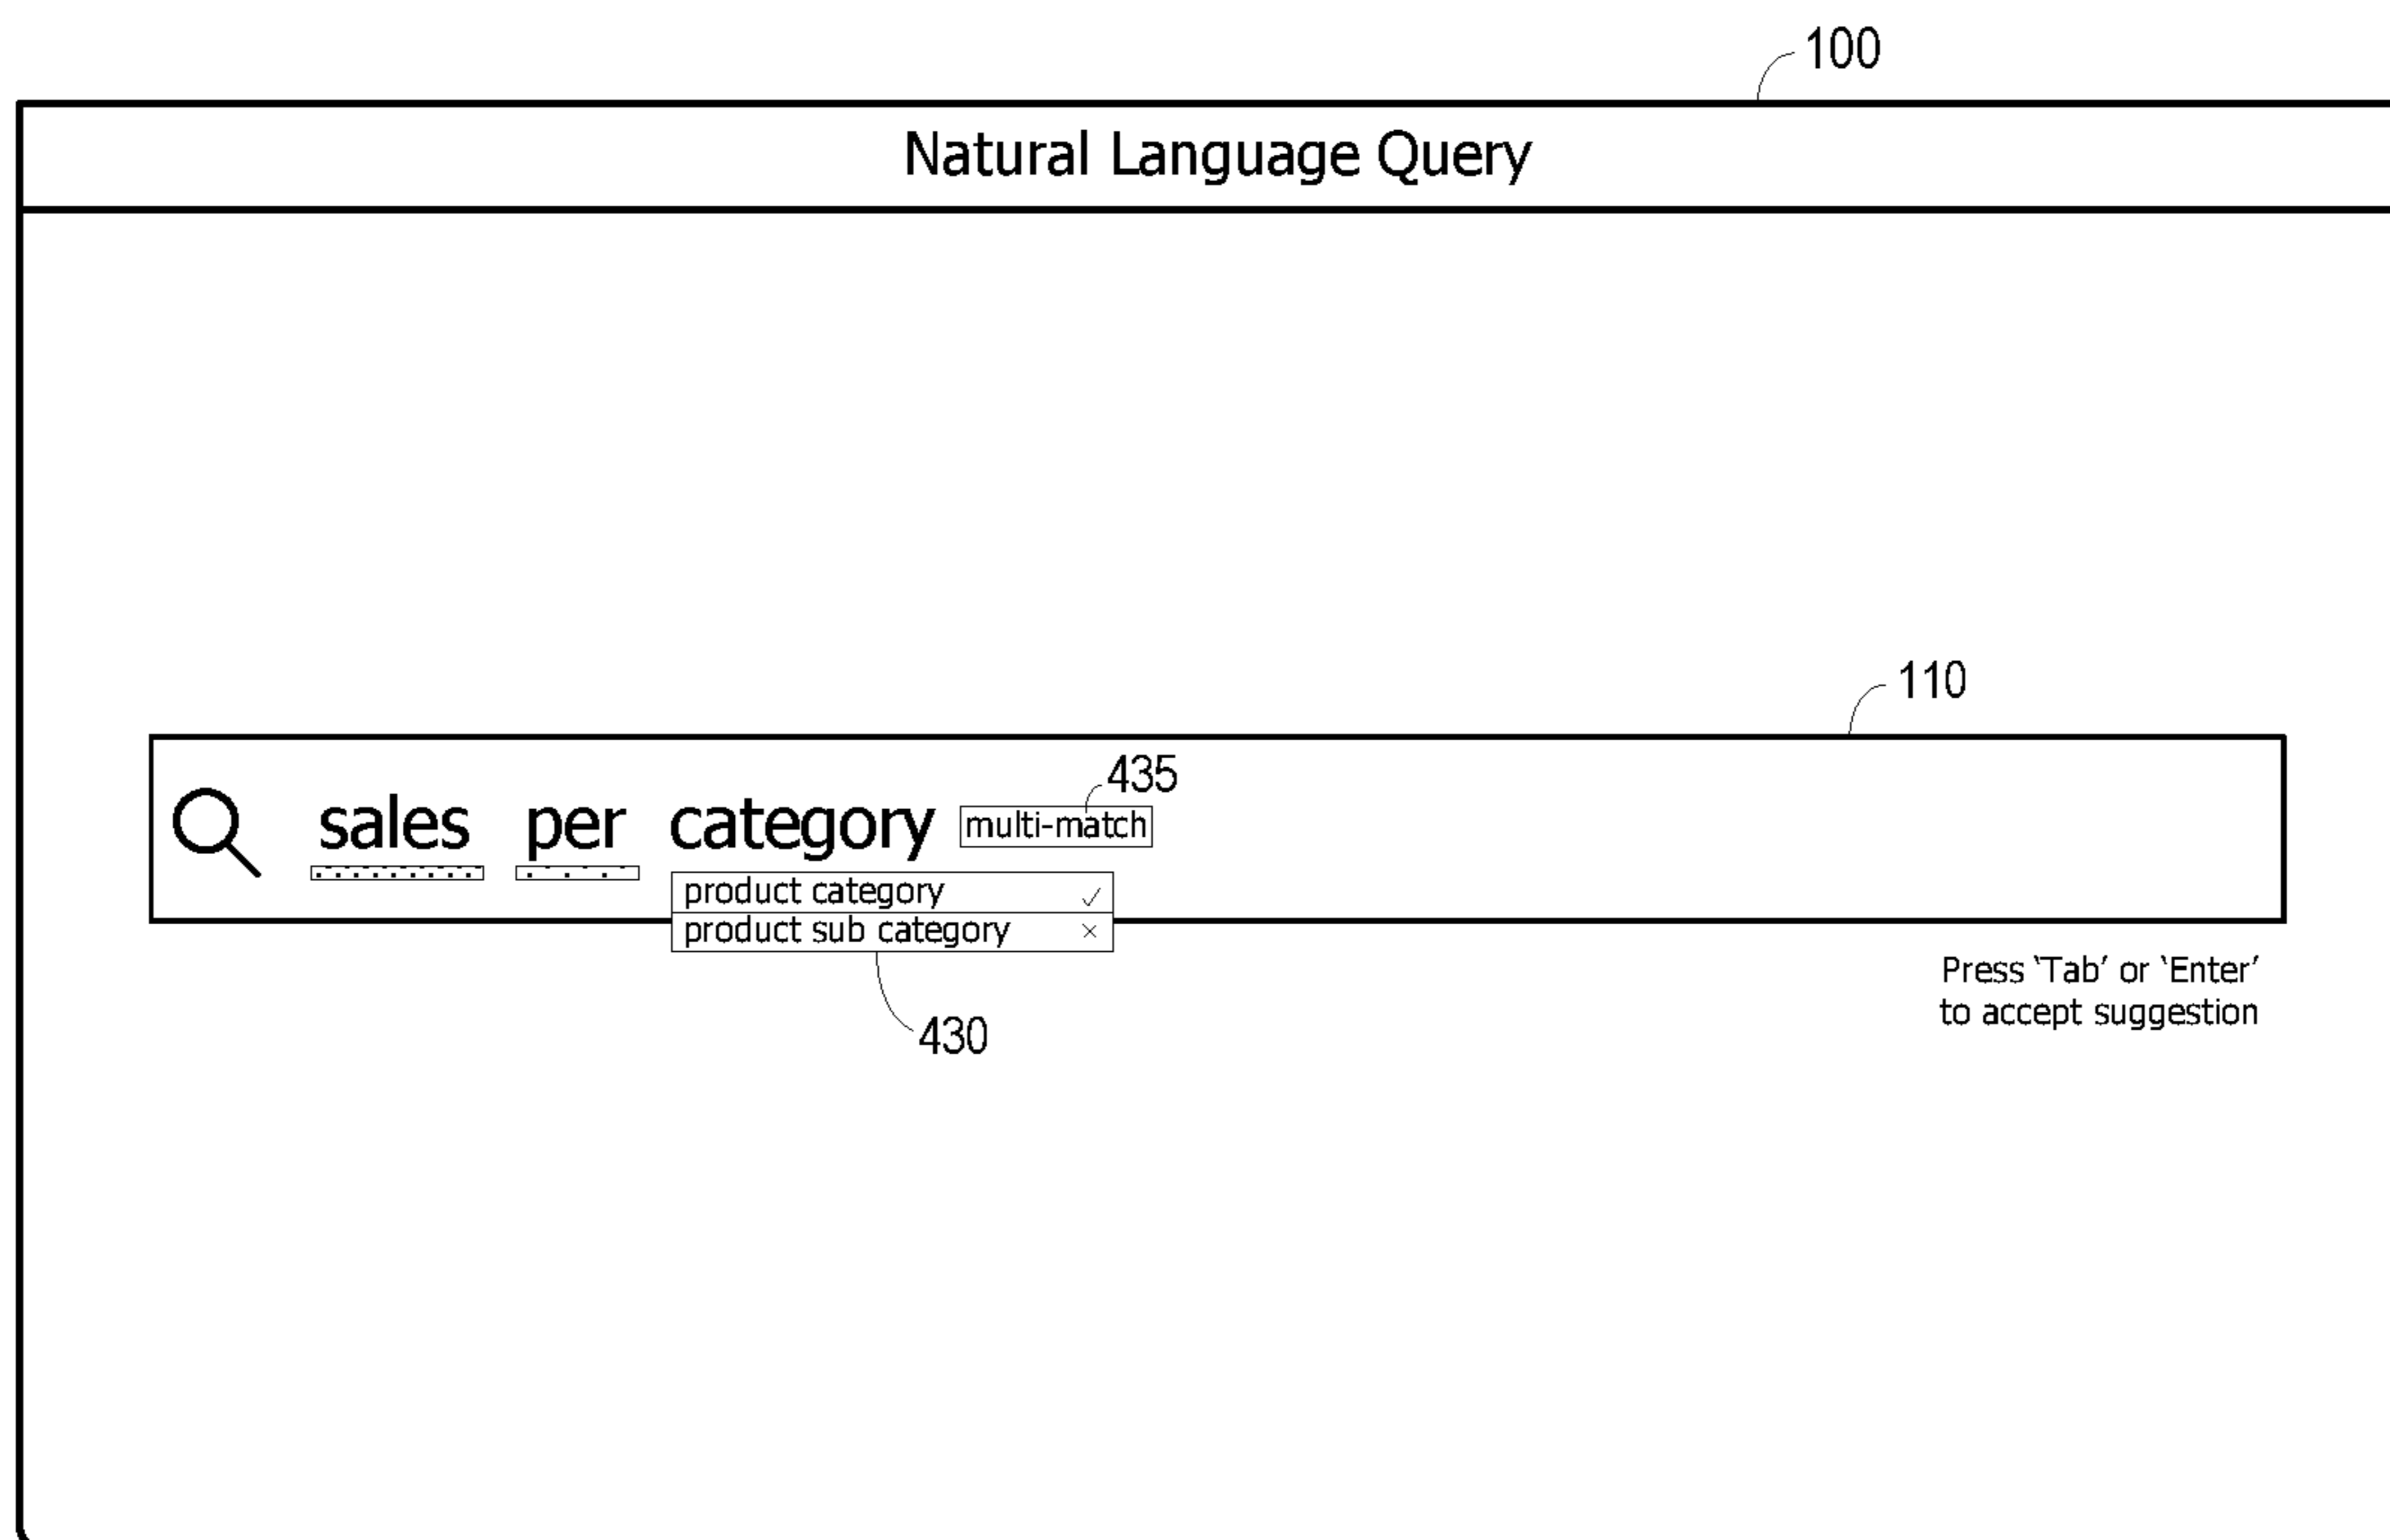 100
Natural Language Query
110
435
sales per category multi-match
product category
product sub category
Press ‘Tab’ or ‘Enter’
to accept suggestion
430